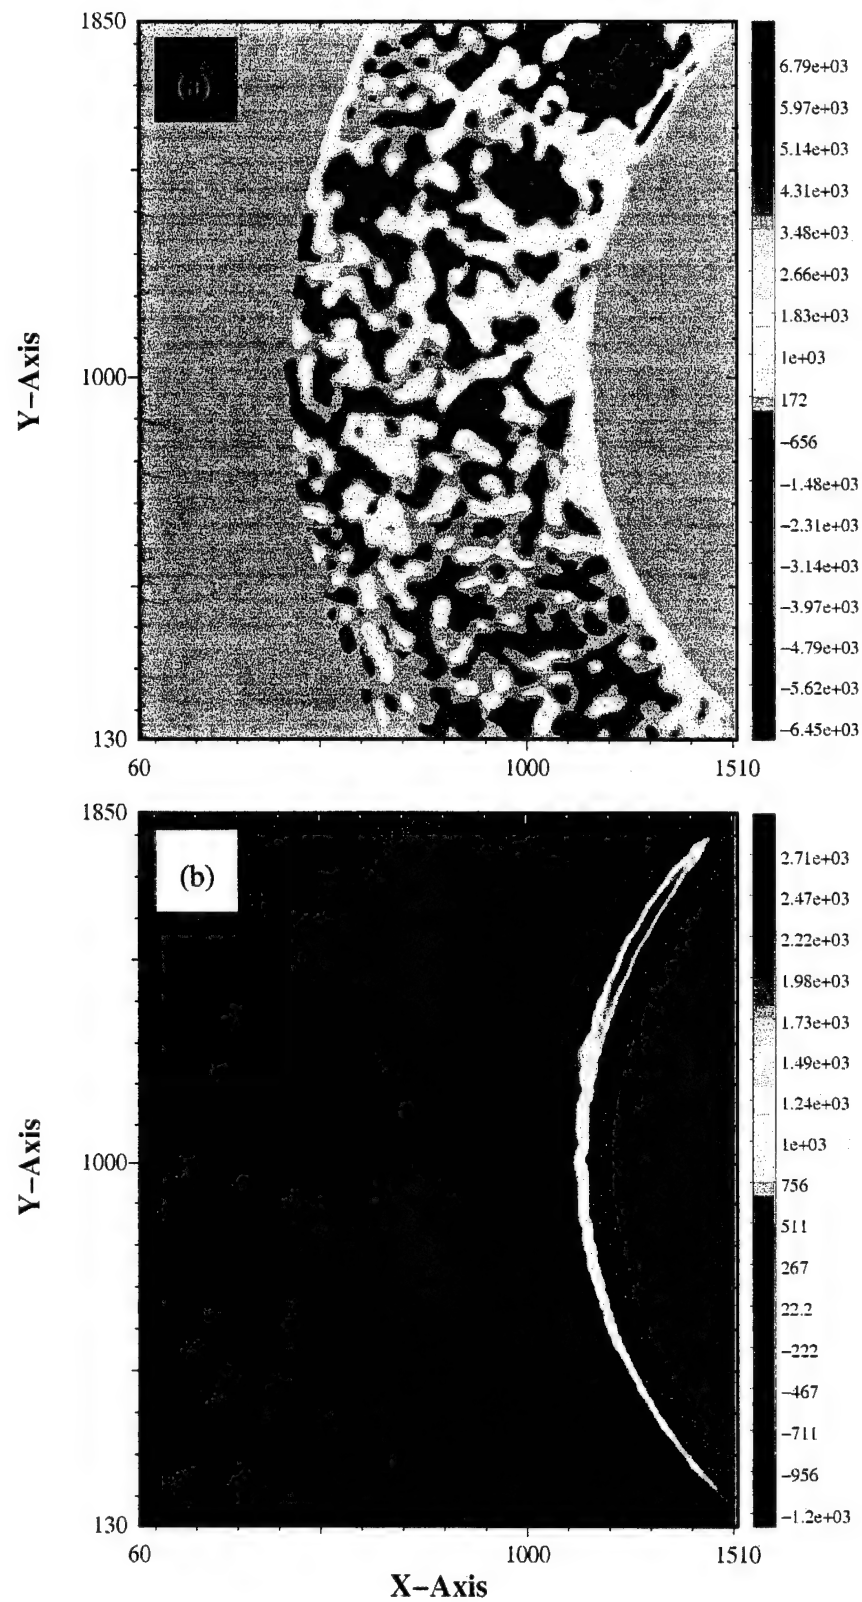 1850
(a)
6.79e+03
5.97e+03
5.14e+03
4.31e+03
3.48e+03
2.66e+03
1.83e+03
1e+03
172
−656
−1.48e+03
−2.31e+03
−3.14e+03
−3.97e+03
−4.79e+03
−5.62e+03
−6.45e+03
Y−Axis
1000
130
60
1000
1510
1850
(b)
2.71e+03
2.47e+03
2.22e+03
1.98e+03
1.73e+03
1.49e+03
1.24e+03
1e+03
756
511
267
22.2
−222
−467
−711
−956
−1.2e+03
Y−Axis
1000
130
60
1000
1510
X−Axis